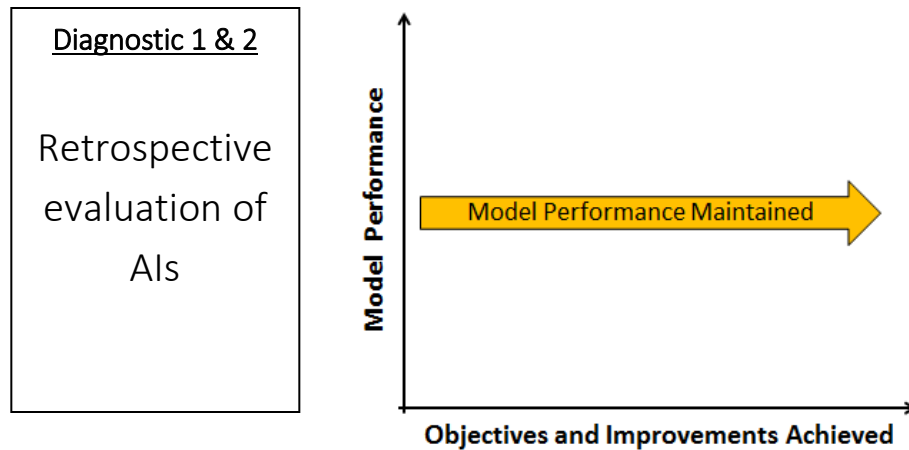 Diagnostic 1 & 2
Retrospective
evaluation of
AIs
Model Performance
Model Performance Maintained
Objectives and Improvements Achieved